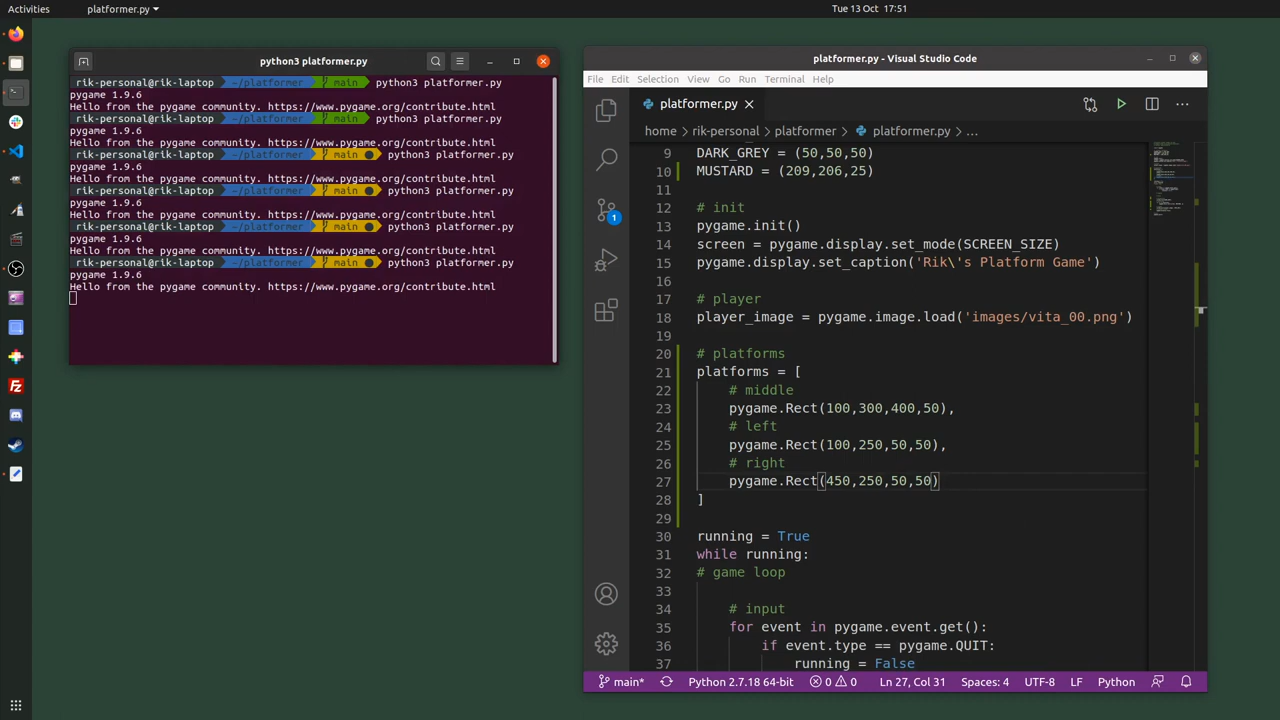 Activities
platformer.py
Tue 13 Oct 17:51
python3 platformer.py
rik-personal@rik-laptop ~/platformer main python3 platformer.py
pygame 1.9.6
Hello from the pygame community. https://www.pygame.org/contribute.html
rik-personal@rik-laptop ~/platformer main python3 platformer.py
pygame 1.9.6
Hello from the pygame community. https://www.pygame.org/contribute.html
rik-personal@rik-laptop ~/platformer main ● python3 platformer.py
pygame 1.9.6
Hello from the pygame community. https://www.pygame.org/contribute.html
rik-personal@rik-laptop ~/platformer main ● python3 platformer.py
pygame 1.9.6
Hello from the pygame community. https://www.pygame.org/contribute.html
rik-personal@rik-laptop ~/platformer main ● python3 platformer.py
pygame 1.9.6
Hello from the pygame community. https://www.pygame.org/contribute.html
rik-personal@rik-laptop ~/platformer main ● python3 platformer.py
pygame 1.9.6
Hello from the pygame community. https://www.pygame.org/contribute.html
platformer.py - Visual Studio Code
File Edit Selection View Go Run Terminal Help
platformer.py
home › rik-personal › platformer › platformer.py › ...
9 DARK_GREY = (50,50,50)
10 MUSTARD = (209,206,25)
11
12 # init
13 pygame.init()
14 screen = pygame.display.set_mode(SCREEN_SIZE)
15 pygame.display.set_caption('Rik\'s Platform Game')
16
17 # player
18 player_image = pygame.image.load('images/vita_00.png')
19
20 # platforms
21 platforms = [
22 # middle
23 pygame.Rect(100,300,400,50),
24 # left
25 pygame.Rect(100,250,50,50),
26 # right
27 pygame.Rect(450,250,50,50)
28 ]
29
30 running = True
31 while running:
32 # game loop
33
34 # input
35 for event in pygame.event.get():
36 if event.type == pygame.QUIT:
37 running = False
1
main* Python 2.7.18 64-bit 0 0 Ln 27, Col 31 Spaces: 4 UTF-8 LF Python
Fz